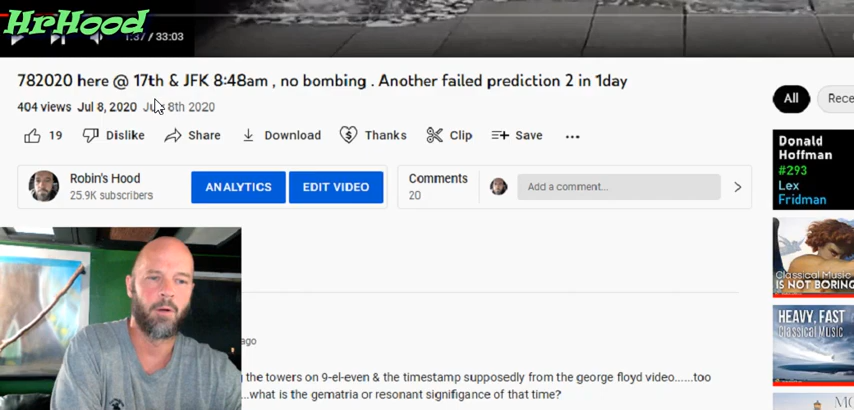 HrHood
1:37 / 33:03
782020 here @ 17th & JFK 8:48am , no bombing . Another failed prediction 2 in 1day
404 views Jul 8, 2020 Ju 8th 2020
19 Dislike Share Download Thanks Clip Save ...
All
Rece
Robin's Hood
25.9K subscribers
ANALYTICS
EDIT VIDEO
Comments
20
Add a comment...
Donald
Hoffman
#293
Lex
Fridman
Classical Music
IS NOT BORING
HEAVY, FAST
Classical Music
ago
the towers on 9-el-even & the timestamp supposedly from the george floyd video......too
...what is the gematria or resonant signifigance of that time?